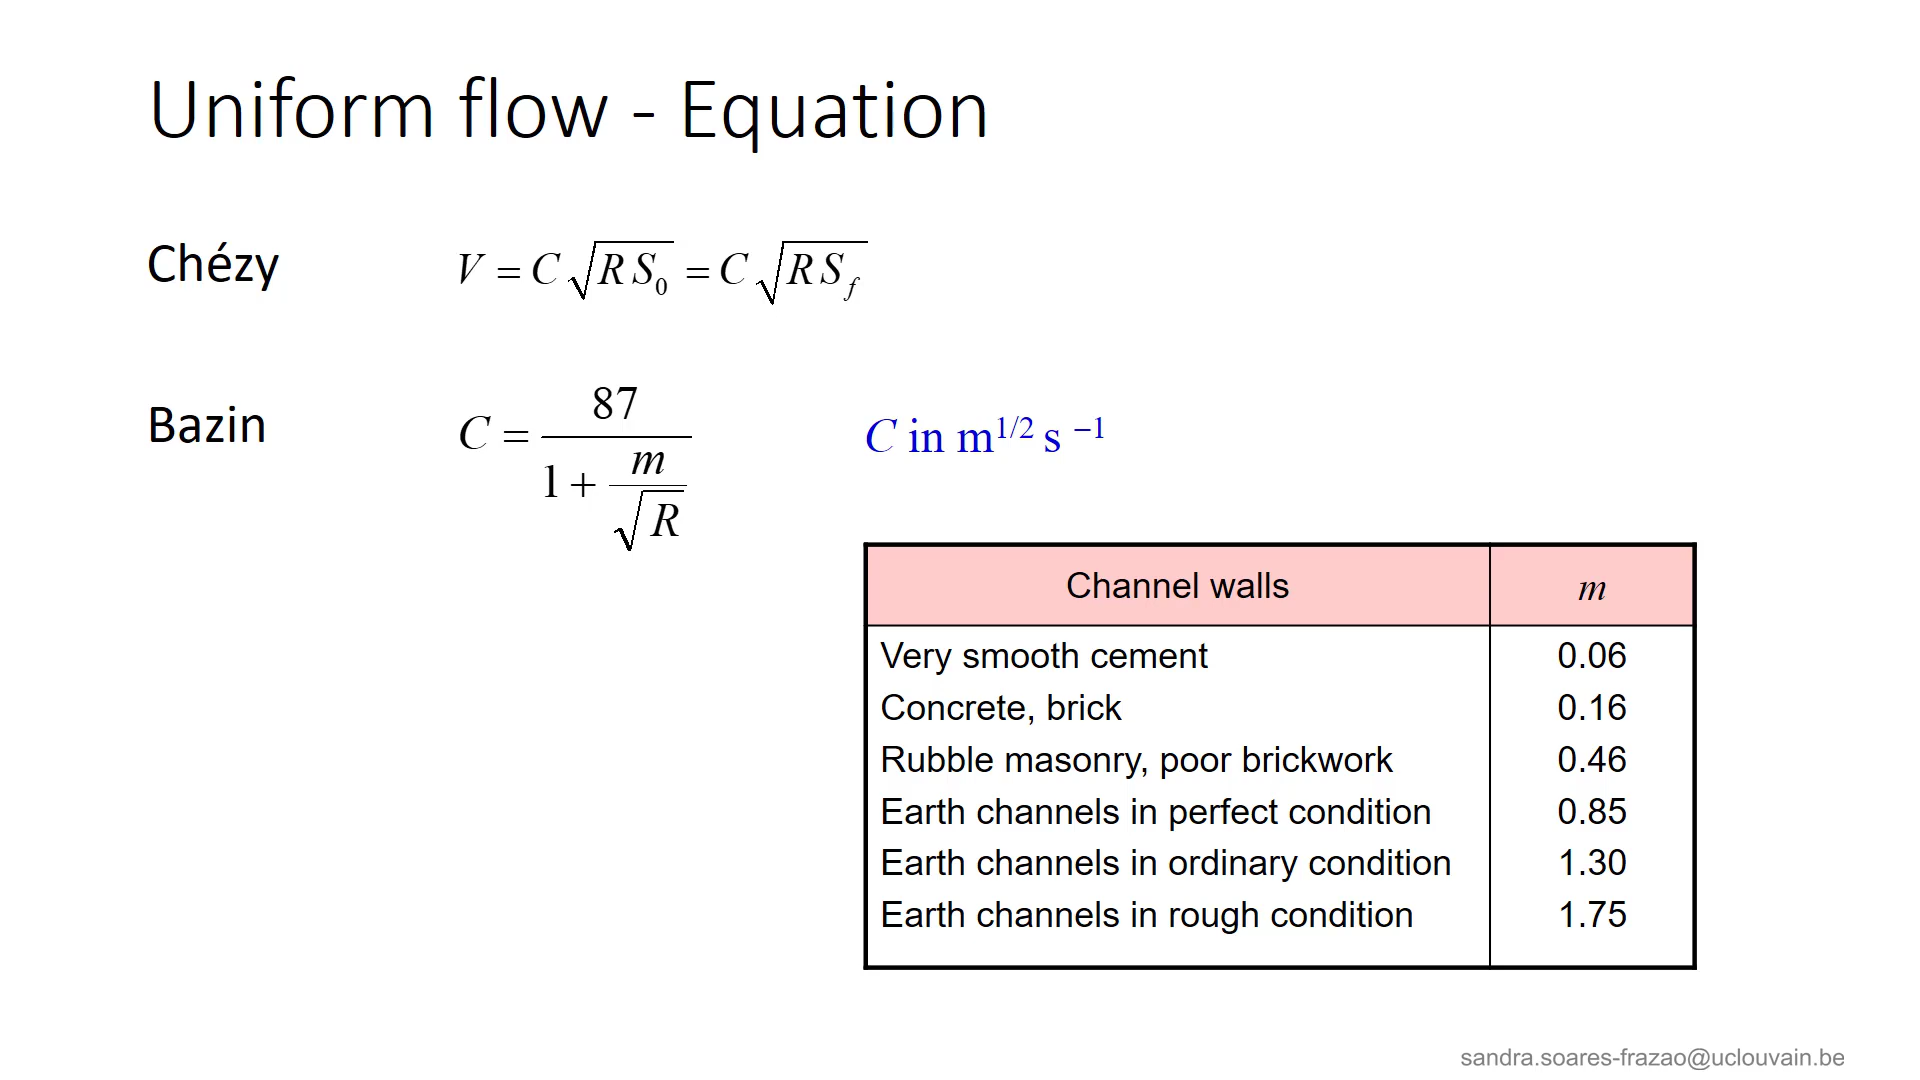 Uniform flow - Equation
Chézy V = C √(R S₀) = C √(R S_f)
Bazin C = 87 / (1 + m/√R) C in m^1/2 s^–1
Channel walls m
Very smooth cement 0.06
Concrete, brick 0.16
Rubble masonry, poor brickwork 0.46
Earth channels in perfect condition 0.85
Earth channels in ordinary condition 1.30
Earth channels in rough condition 1.75
sandra.soares-frazao@uclouvain.be